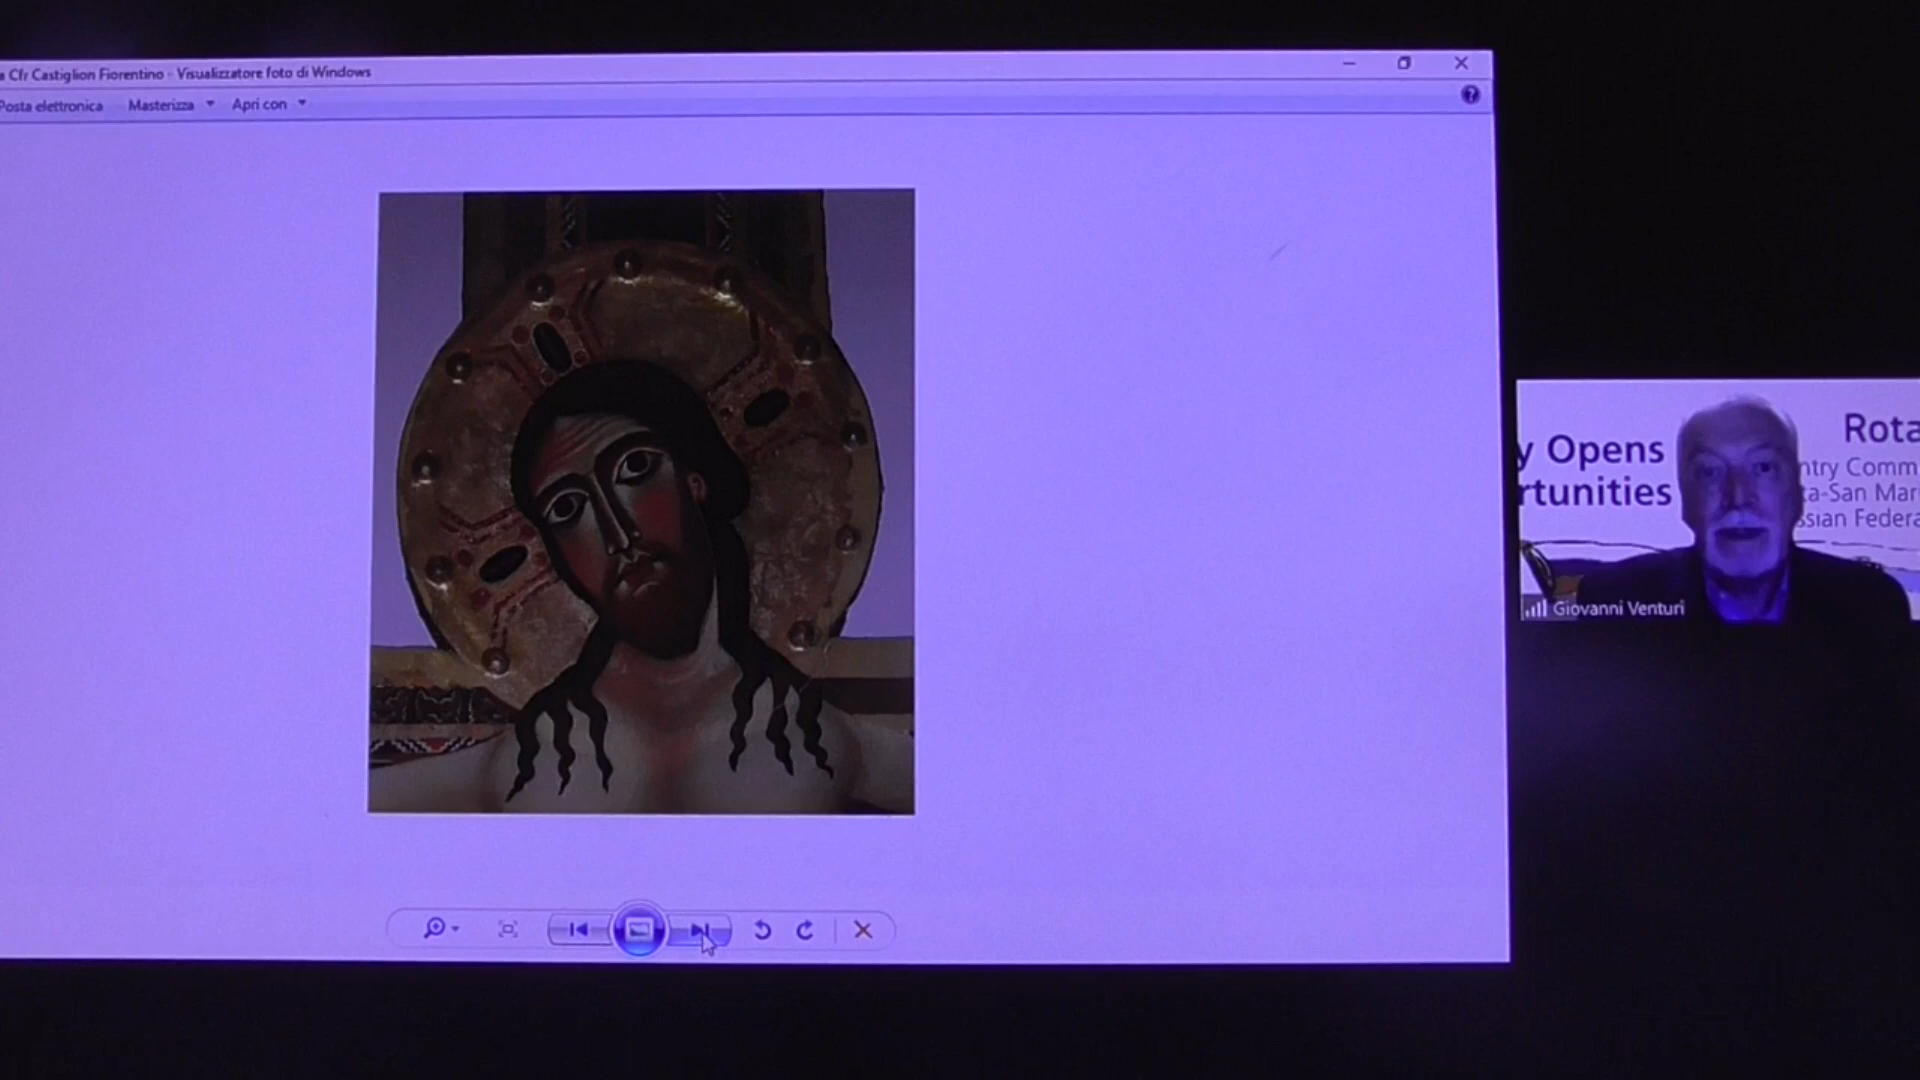 a Cfr Castiglion Fiorentino - Visualizzatore foto di Windows
Posta elettronica Masterizza Apri con
?
y Opens
rtunities
Rota
ntry Comm
ta-San Mar
ssian Federa
Giovanni Venturi